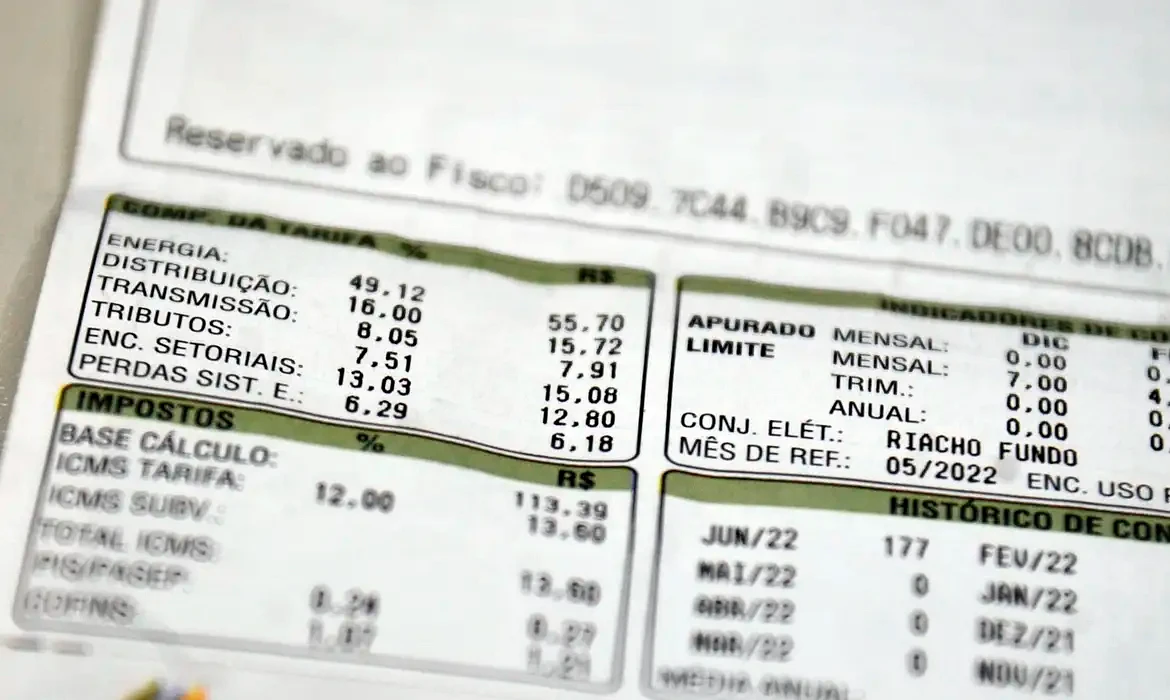 Reservado ao Fisco: D509.7C44.B9C9.F047.DE00.8CDB.
COMP. DA TARIFA % R$
ENERGIA: 49,12 55,70
DISTRIBUIÇÃO: 16.00 15,72
TRANSMISSÃO: 8,05 7,91
TRIBUTOS: 7,51 15,08
ENC. SETORIAIS: 13.03 12,80
PERDAS SIST. E.: 6,29 6,18
IMPOSTOS % R$
BASE CÁLCULO: 113.39
ICMS TARIFA: 12.00 13.60
ICMS SUBV.:
TOTAL ICMS: 13.60
PIS/PASEP:
COFINS
INDICADORES DE
DIC
APURADO MENSAL: 0.00
LIMITE MENSAL: 7.00
TRIM.: 0.00
ANUAL: 0.00
CONJ. ELÉT.: RIACHO FUNDO
MÊS DE REF.: 05/2022 ENC. USO
HISTÓRICO DE
JUN/22 177 FEV/22
MAI/22 0 JAN/22
ABR/22 0 DEZ/21
MAR/22 0 NOV/21
MÉDIA ANUAL